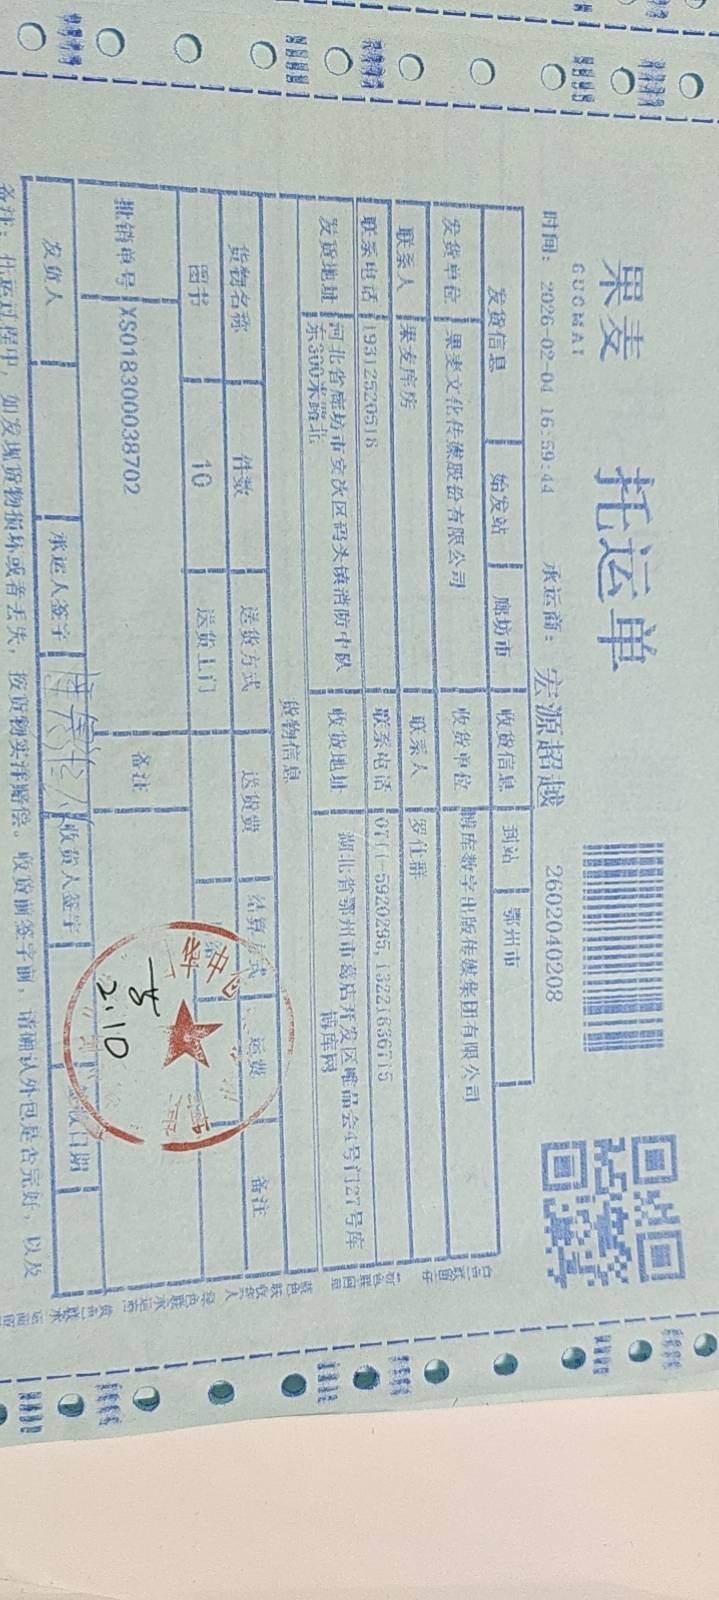 果麦
GUOMAI
托运单
时间: 2026-02-04 16:59:44 承运商: 宏源超越 2602040208
发货信息 始发站 廊坊市 收货信息 到站 鄂州市
发货单位 果麦文化传媒股份有限公司 收货单位 博库数字出版传媒集团有限公司
联系人 果麦库房 联系人 罗仕群
联系电话 19312520518 联系电话 0711-5920295,13221836715
发货地址 河北省廊坊市安次区码头镇消防中队东300米路北 收货地址 湖北省鄂州市葛店开发区唯品会4号门27号库博库网
货物信息
货物名称 件数 送货方式 送货费 结算方式 运费 备注
图书 10 送货上门
批销单号 XS018300038702 备注
发货人 承运人签字 收货人签字 日期
2.10
备注: 托运过程中, 如发现货物损坏或者丢失, 按货物实洋赔偿。收货前签字前, 请确认外包是否完好, 以及